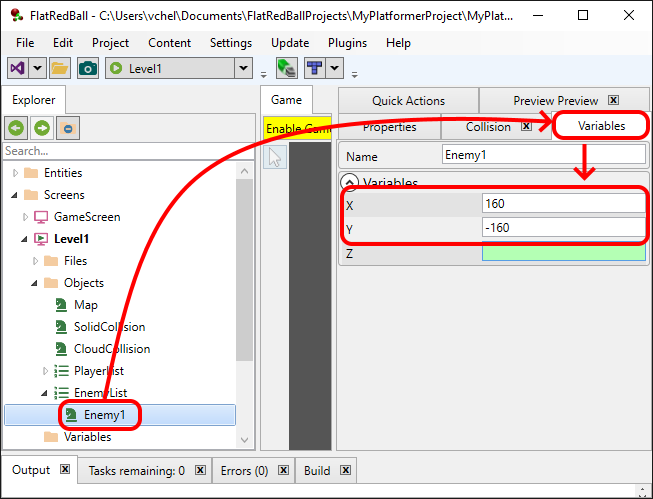 FlatRedBall - C:\Users\vchel\Documents\FlatRedBallProjects\MyPlatformerProject\MyPlat...
File Edit Project Content Settings Update Plugins Help
Level1
Explorer
Search...
Entities
Screens
GameScreen
Level1
Files
Objects
Map
SolidCollision
CloudCollision
PlayerList
EnemyList
Enemy1
Variables
Game
Enable Gam
Quick Actions Preview Preview
Properties Collision Variables
Name Enemy1
Variables
X 160
Y -160
Z
Output Tasks remaining: 0 Errors (0) Build